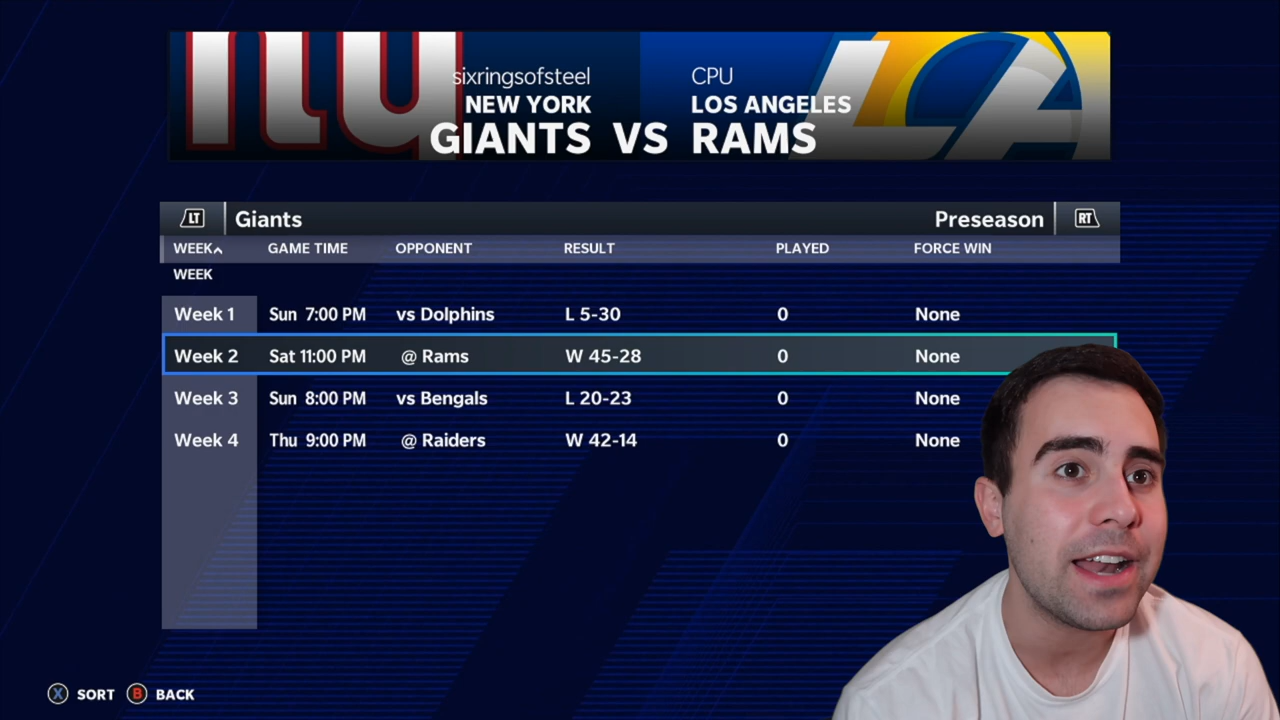 ny
LA
sixringsofsteel CPU
NEW YORK LOS ANGELES
GIANTS VS RAMS
LT Giants Preseason RT
WEEK GAME TIME OPPONENT RESULT PLAYED FORCE WIN
WEEK
Week 1 Sun 7:00 PM vs Dolphins L 5-30 0 None
Week 2 Sat 11:00 PM @ Rams W 45-28 0 None
Week 3 Sun 8:00 PM vs Bengals L 20-23 0 None
Week 4 Thu 9:00 PM @ Raiders W 42-14 0 None
X SORT B BACK